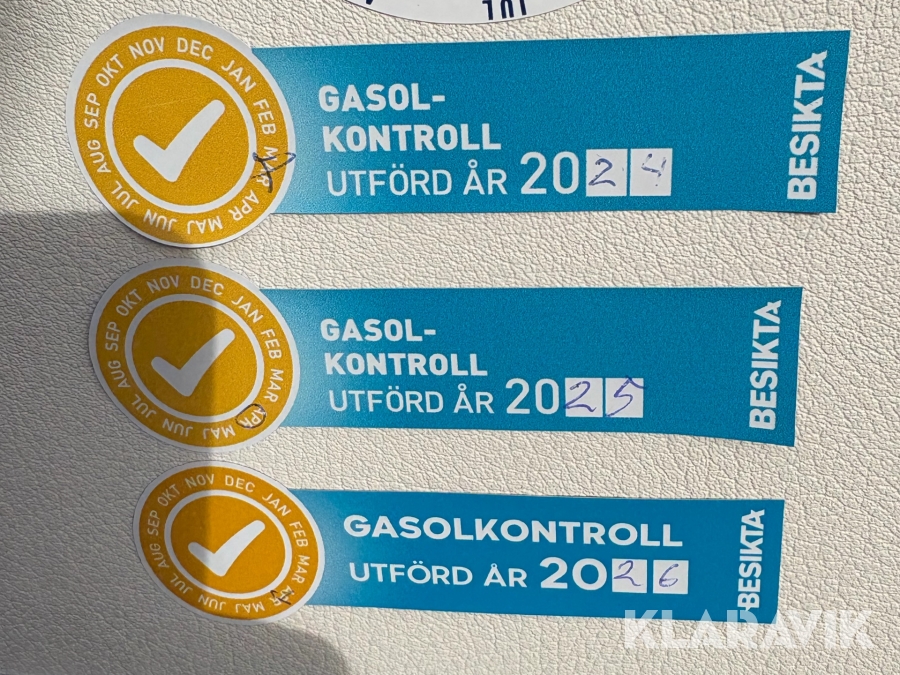 JAN FEB MAR APR MAJ JUN JUL AUG SEP OKT NOV DEC
GASOL-
KONTROLL
UTFÖRD ÅR 2024
BESIKTA
JAN FEB MAR APR MAJ JUN JUL AUG SEP OKT NOV DEC
GASOL-
KONTROLL
UTFÖRD ÅR 2025
BESIKTA
JAN FEB MAR APR MAJ JUN JUL AUG SEP OKT NOV DEC
GASOLKONTROLL
UTFÖRD ÅR 2026
BESIKTA
KLARAVIK